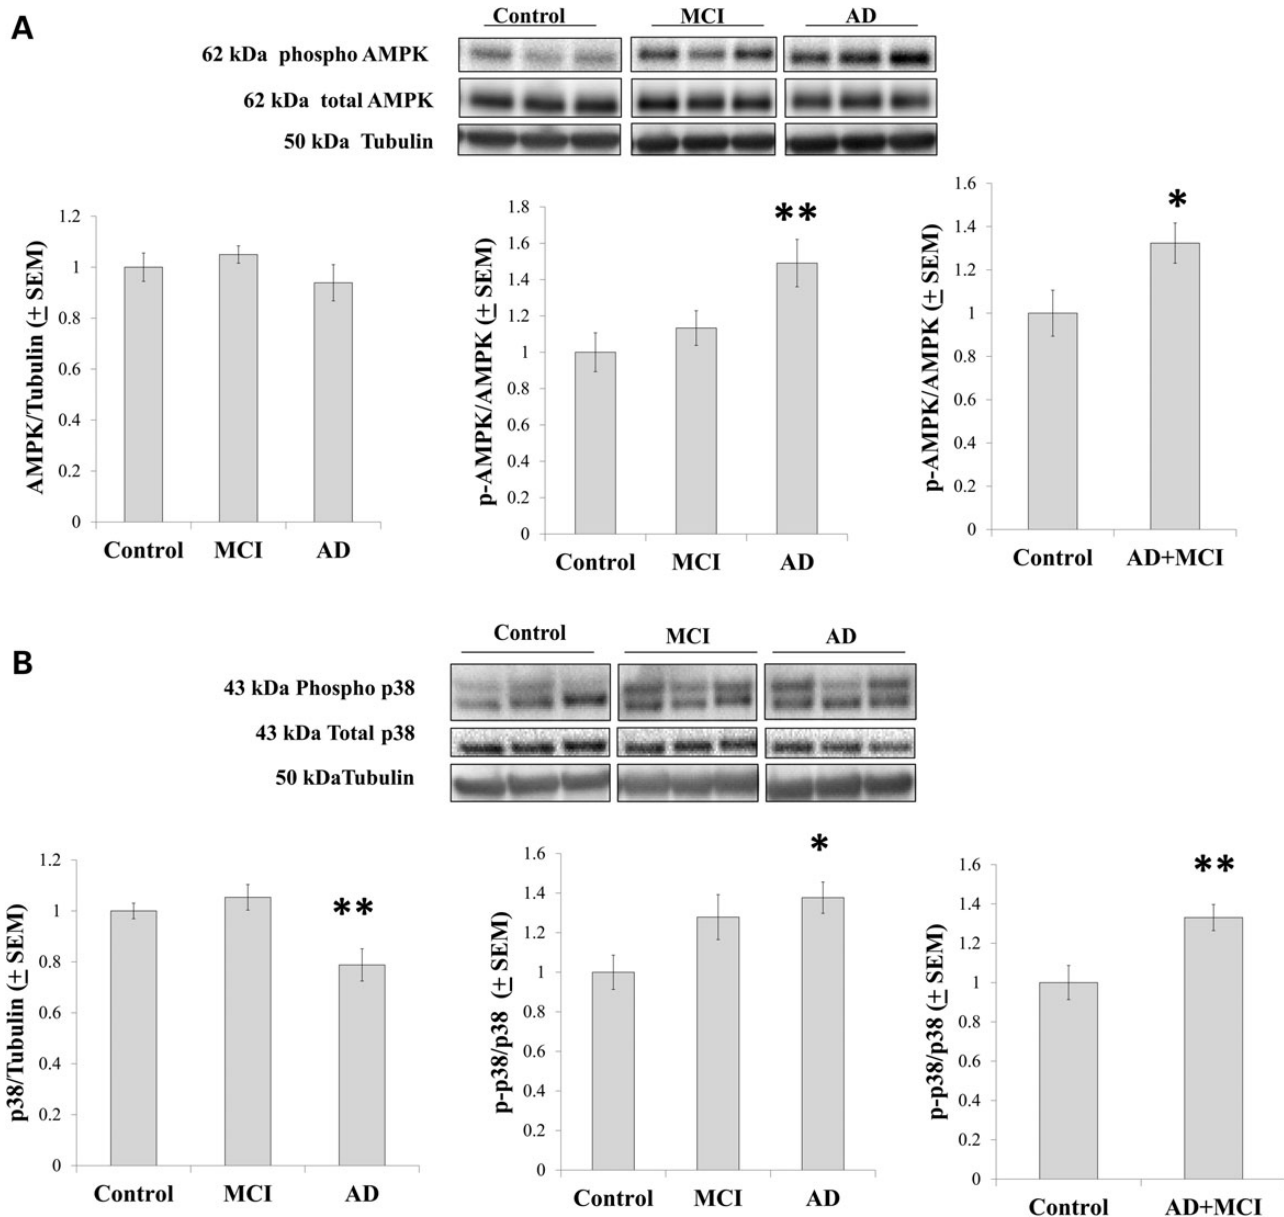 A
Control MCI AD
62 kDa phospho AMPK
62 kDa total AMPK
50 kDa Tubulin
AMPK/Tubulin (± SEM)
1.2
1
0.8
0.6
0.4
0.2
0
Control MCI AD
p-AMPK/AMPK (± SEM)
1.8
1.6
1.4
1.2
1
0.8
0.6
0.4
0.2
0
**
Control MCI AD
p-AMPK/AMPK (± SEM)
1.6
1.4
1.2
1
0.8
0.6
0.4
0.2
0
*
Control AD+MCI
B
Control MCI AD
43 kDa Phospho p38
43 kDa Total p38
50 kDaTubulin
p38/Tubulin (± SEM)
1.2
1
0.8
0.6
0.4
0.2
0
**
Control MCI AD
p-p38/p38 (± SEM)
1.6
1.4
1.2
1
0.8
0.6
0.4
0.2
0
*
Control MCI AD
p-p38/p38 (± SEM)
1.6
1.4
1.2
1
0.8
0.6
0.4
0.2
0
**
Control AD+MCI